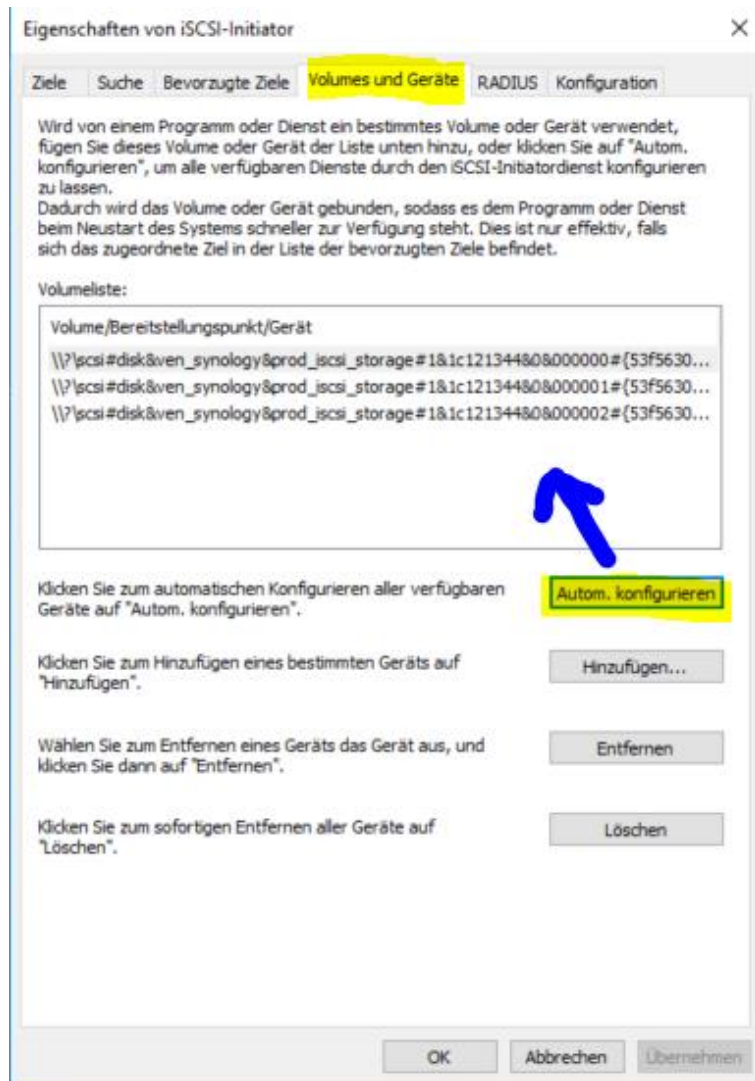 Eigenschaften von iSCSI-Initiator
Ziele Suche Bevorzugte Ziele Volumes und Geräte RADIUS Konfiguration
Wird von einem Programm oder Dienst ein bestimmtes Volume oder Gerät verwendet,
fügen Sie dieses Volume oder Gerät der Liste unten hinzu, oder klicken Sie auf "Autom.
konfigurieren", um alle verfügbaren Dienste durch den iSCSI-Initiatordienst konfigurieren
zu lassen.
Dadurch wird das Volume oder Gerät gebunden, sodass es dem Programm oder Dienst
beim Neustart des Systems schneller zur Verfügung steht. Dies ist nur effektiv, falls
sich das zugeordnete Ziel in der Liste der bevorzugten Ziele befindet.
Volumeliste:
Volume/Bereitstellungspunkt/Gerät
\\?\scsi#disk&ven_synology&prod_iscsi_storage#1&1c121344&0&000000#{53f5630...
\\?\scsi#disk&ven_synology&prod_iscsi_storage#1&1c121344&0&000001#{53f5630...
\\?\scsi#disk&ven_synology&prod_iscsi_storage#1&1c121344&0&000002#{53f5630...
Klicken Sie zum automatischen Konfigurieren aller verfügbaren
Geräte auf "Autom. konfigurieren".
Autom. konfigurieren
Klicken Sie zum Hinzufügen eines bestimmten Geräts auf
"Hinzufügen".
Hinzufügen...
Wählen Sie zum Entfernen eines Geräts das Gerät aus, und
klicken Sie dann auf "Entfernen".
Entfernen
Klicken Sie zum sofortigen Entfernen aller Geräte auf
"Löschen".
Löschen
OK Abbrechen Übernehmen